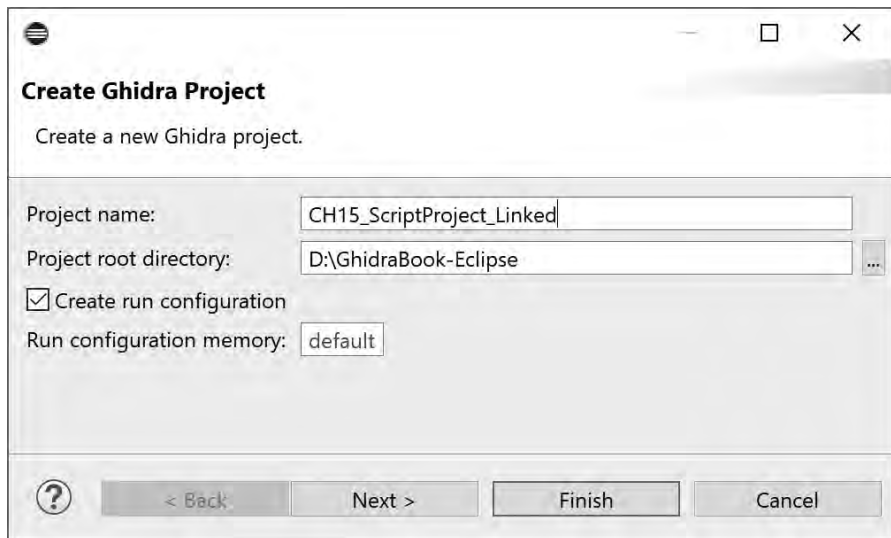 Create Ghidra Project
Create a new Ghidra project.
Project name: CH15_ScriptProject_Linked
Project root directory: D:\GhidraBook-Eclipse ...
Create run configuration
Run configuration memory: default
? < Back Next > Finish Cancel